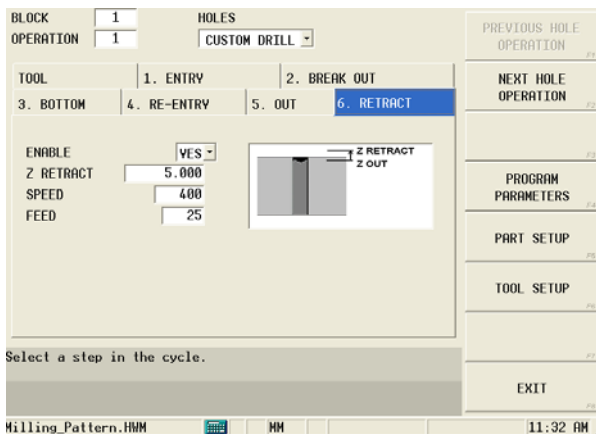 BLOCK 1 HOLES
OPERATION 1 CUSTOM DRILL
TOOL 1. ENTRY 2. BREAK OUT
3. BOTTOM 4. RE-ENTRY 5. OUT 6. RETRACT
ENABLE YES
Z RETRACT 5.000
SPEED 400
FEED 25
Z RETRACT
Z OUT
Select a step in the cycle.
Milling_Pattern.HWM MM 11:32 AM
PREVIOUS HOLE
OPERATION
F1
NEXT HOLE
OPERATION
F2
F3
PROGRAM
PARAMETERS
F4
PART SETUP
F5
TOOL SETUP
F6
F7
EXIT
F8